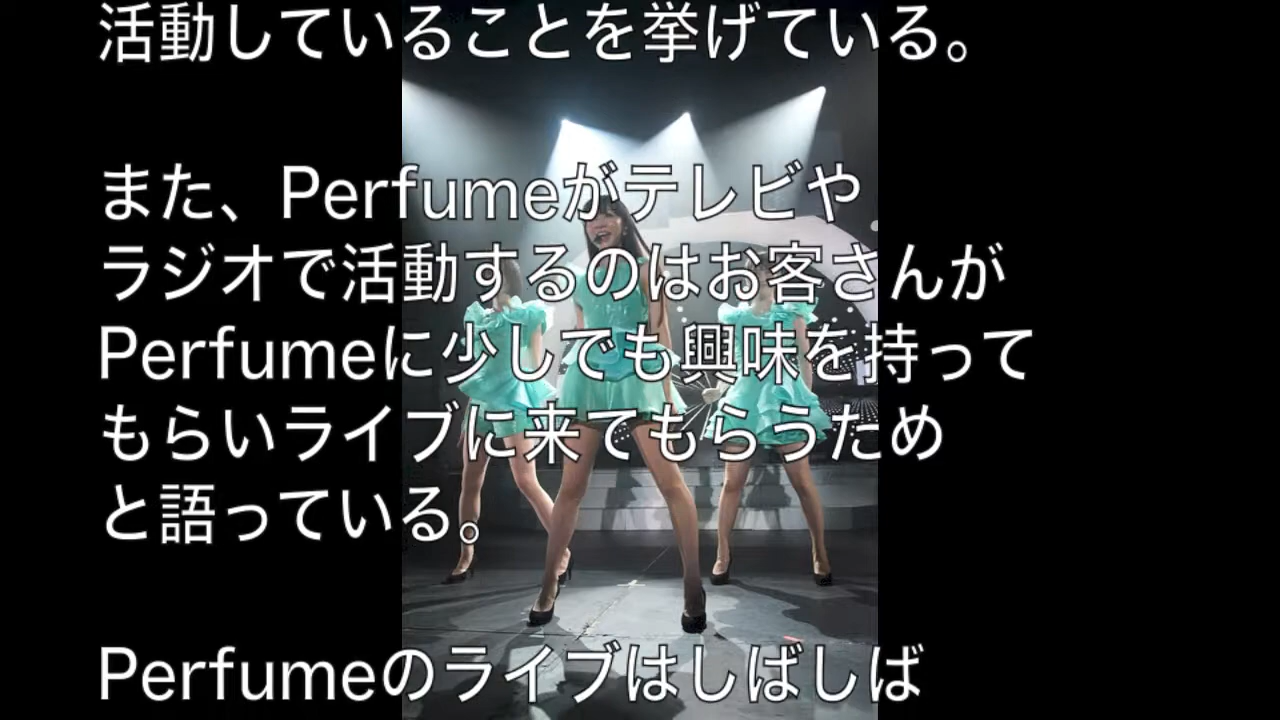 活動していることを挙げている。
また、Perfumeがテレビや
ラジオで活動するのはお客さんが
Perfumeに少しでも興味を持って
もらいライブに来てもらうため
と語っている。
Perfumeのライブはしばしば